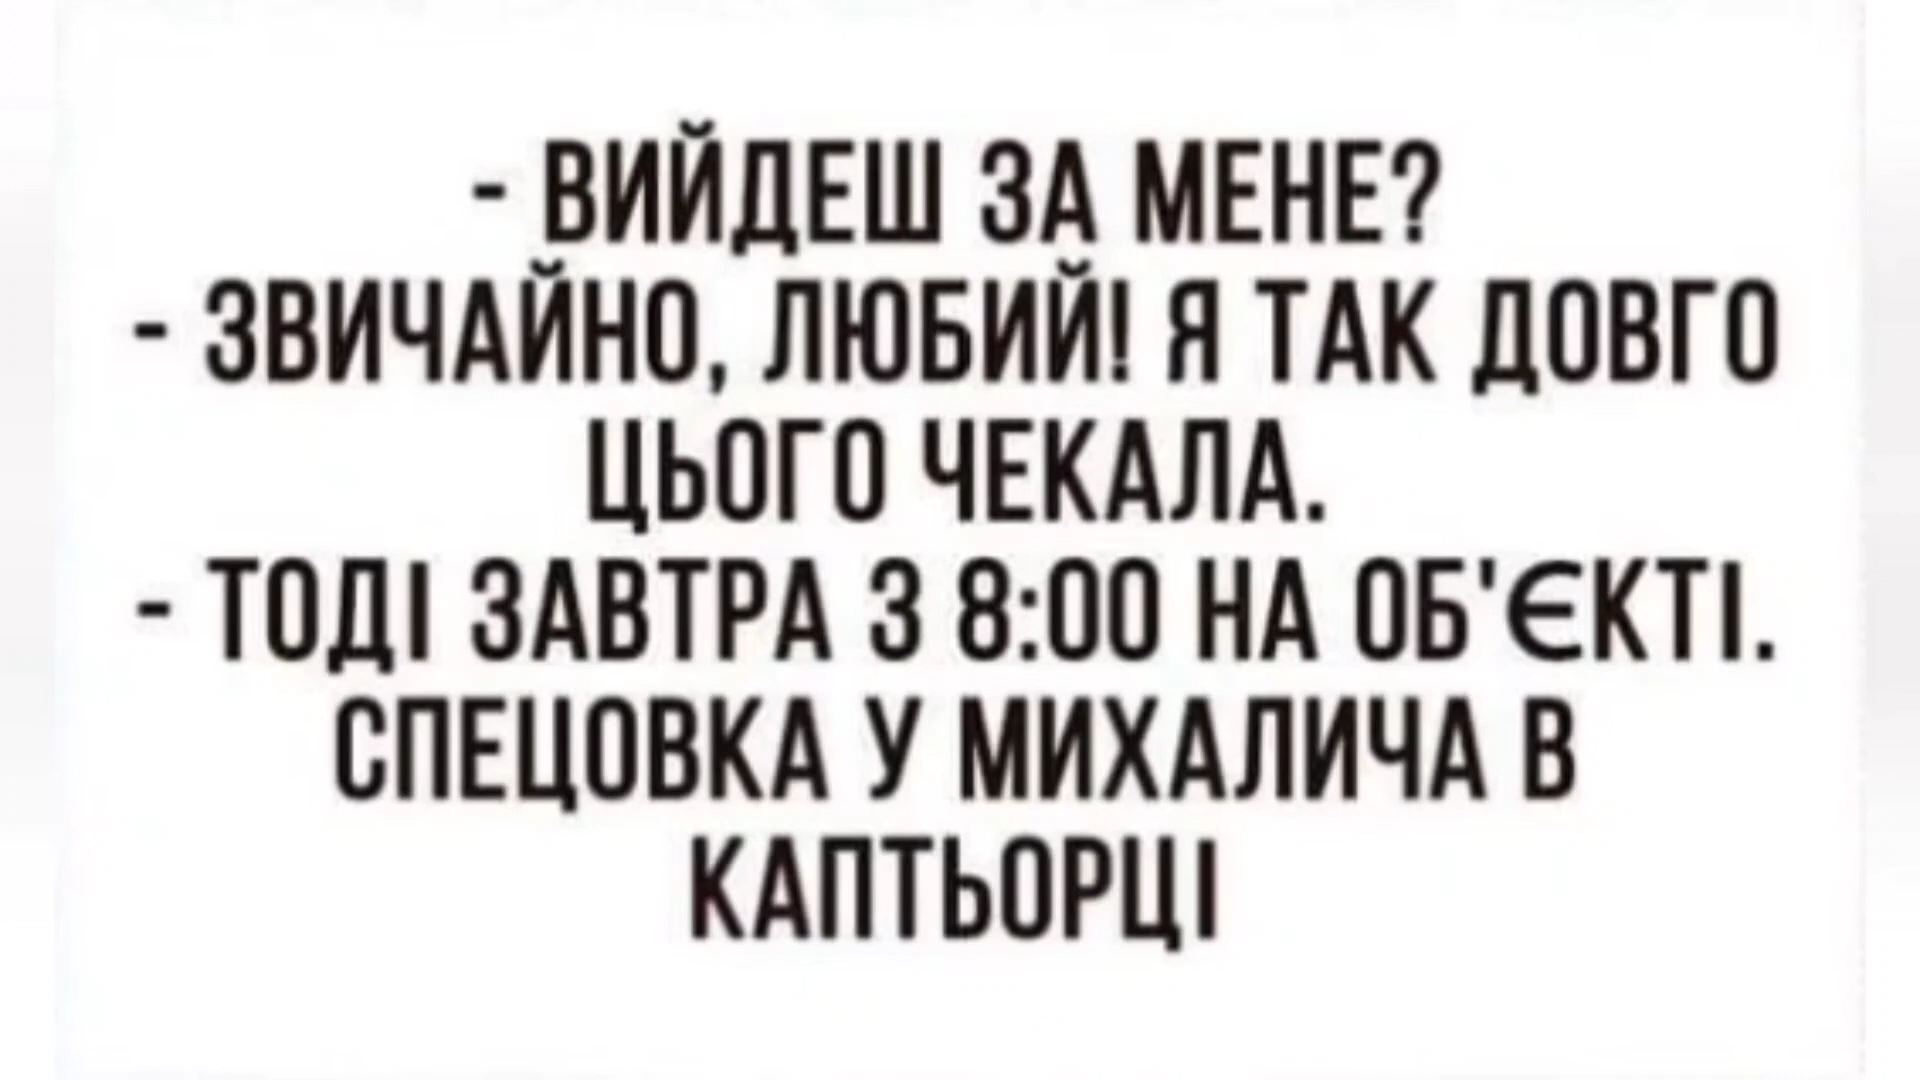 - ВИЙДЕШ ЗА МЕНЕ?
- ЗВИЧАЙНО, ЛЮБИЙ! Я ТАК ДОВГО
ЦЬОГО ЧЕКАЛА.
- ТОДІ ЗАВТРА З 8:00 НА ОБ'ЄКТІ.
СПЕЦОВКА У МИХАЛИЧА В
КАПТЬОРЦІ